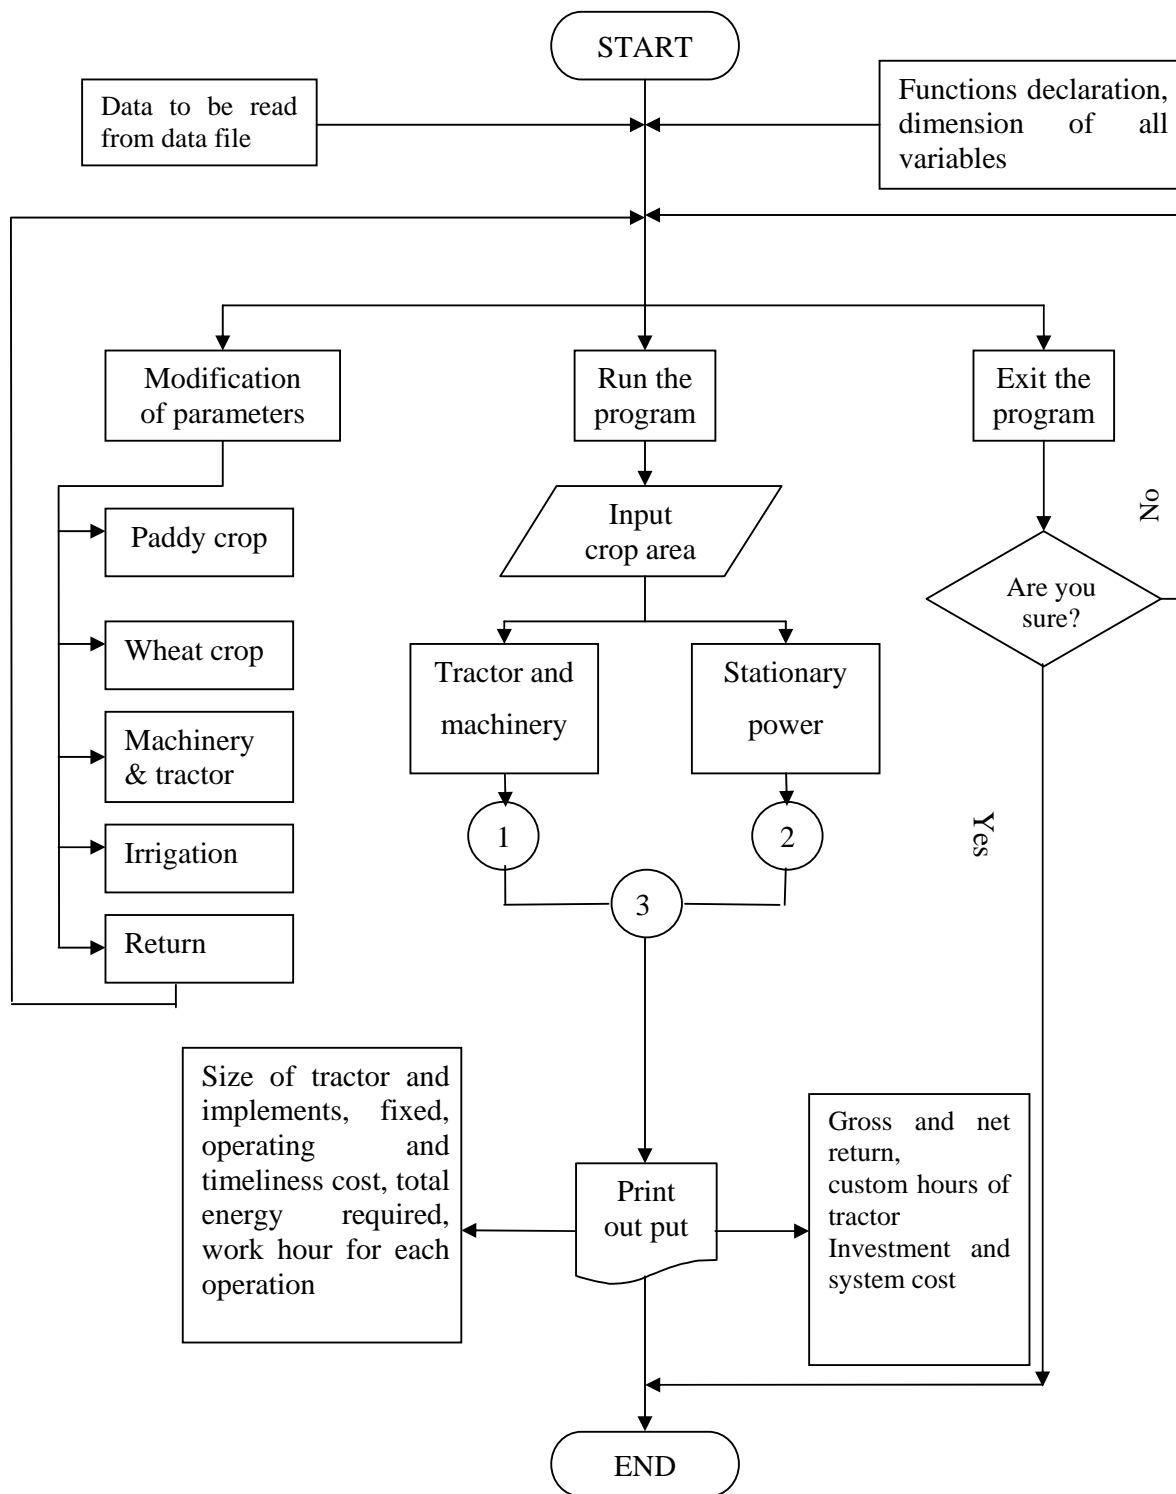 START
Data to be read
from data file
Functions declaration,
dimension of all
variables
Modification
of parameters
Run the
program
Exit the
program
Paddy crop
Wheat crop
Machinery
& tractor
Irrigation
Return
Input
crop area
Tractor and
machinery
Stationary
power
1
2
3
Are you
sure?
No
Yes
Size of tractor and
implements, fixed,
operating and
timeliness cost, total
energy required,
work hour for each
operation
Print
out put
Gross and net
return,
custom hours of
tractor
Investment and
system cost
END